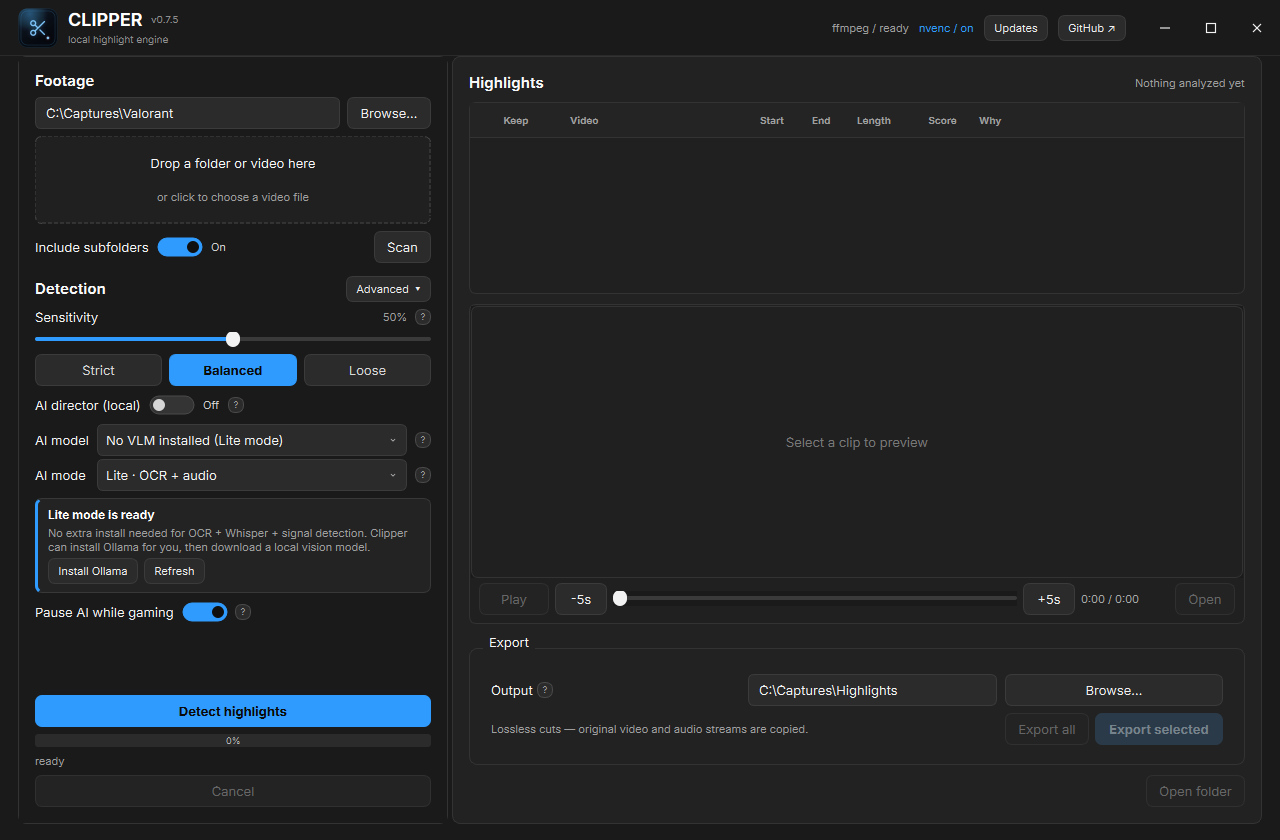 CLIPPER v0.7.5
local highlight engine
ffmpeg / ready nvenc / on Updates GitHub ↗
Footage
C:\Captures\Valorant Browse...
Drop a folder or video here
or click to choose a video file
Include subfolders On Scan
Detection Advanced ▾
Sensitivity 50% ?
Strict Balanced Loose
AI director (local) Off ?
AI model No VLM installed (Lite mode) ?
AI mode Lite · OCR + audio ?
Lite mode is ready
No extra install needed for OCR + Whisper + signal detection. Clipper
can install Ollama for you, then download a local vision model.
Install Ollama Refresh
Pause AI while gaming ?
Detect highlights
0%
ready
Cancel
Highlights Nothing analyzed yet
Keep Video Start End Length Score Why
Select a clip to preview
Play -5s +5s 0:00 / 0:00 Open
Export
Output ? C:\Captures\Highlights Browse...
Lossless cuts — original video and audio streams are copied. Export all Export selected
Open folder